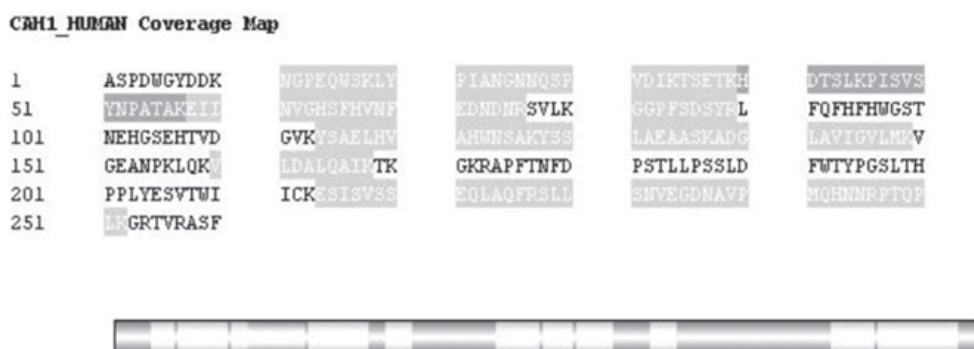 CAH1_HUMAN Coverage Map
1 ASPDWGYDDK NGPEQWSKLY PIANGNNQSP VDIKTSETKH DTSLKPISVS
51 YNPATAKEII NVGHSFHVNF EDNDNRSVLK GGPFSDSYRL FQFHFHWGST
101 NEHGSEHTVD GVKYSAELHV AHWNSAKYSS LAEAASKADG LAVIGVLMKV
151 GEANPKLQKV LDALQAIKTK GKRAPFTNFD PSTLLPSSLD FWTYPGSLTH
201 PPLYESVTWI ICKESISVSS EQLAQFRSLL SNVEGDNAVP MQHNNRPTQP
251 LKGRTVRASF